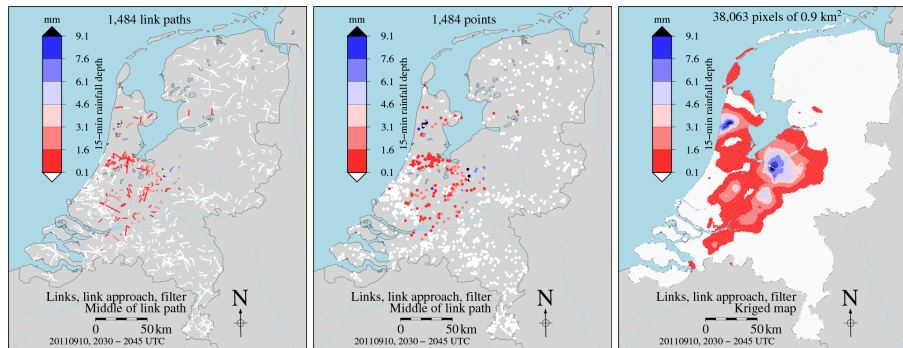 1,484 link paths
mm
9.1
7.6
6.1
4.6
3.1
1.6
0.1
15−min rainfall depth
Links, link approach, filter
Middle of link path
0 50 km
N
20110910, 2030 − 2045 UTC
1,484 points
mm
9.1
7.6
6.1
4.6
3.1
1.6
0.1
15−min rainfall depth
Links, link approach, filter
Middle of link path
0 50 km
N
20110910, 2030 − 2045 UTC
38,063 pixels of 0.9 km²
mm
9.1
7.6
6.1
4.6
3.1
1.6
0.1
15−min rainfall depth
Links, link approach, filter
Kriged map
0 50 km
N
20110910, 2030 − 2045 UTC